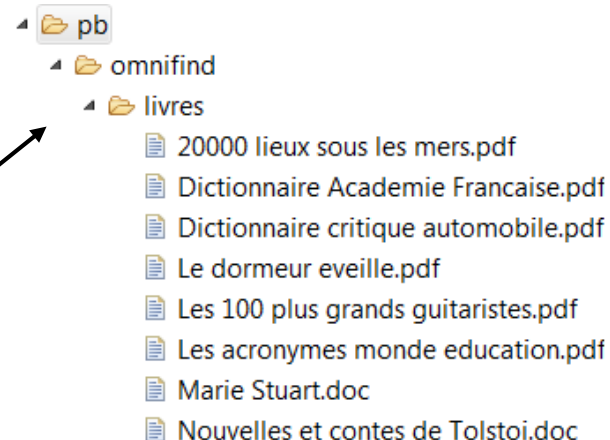 pb
omnifind
livres
20000 lieux sous les mers.pdf
Dictionnaire Academie Francaise.pdf
Dictionnaire critique automobile.pdf
Le dormeur eveille.pdf
Les 100 plus grands guitaristes.pdf
Les acronymes monde education.pdf
Marie Stuart.doc
Nouvelles et contes de Tolstoi.doc